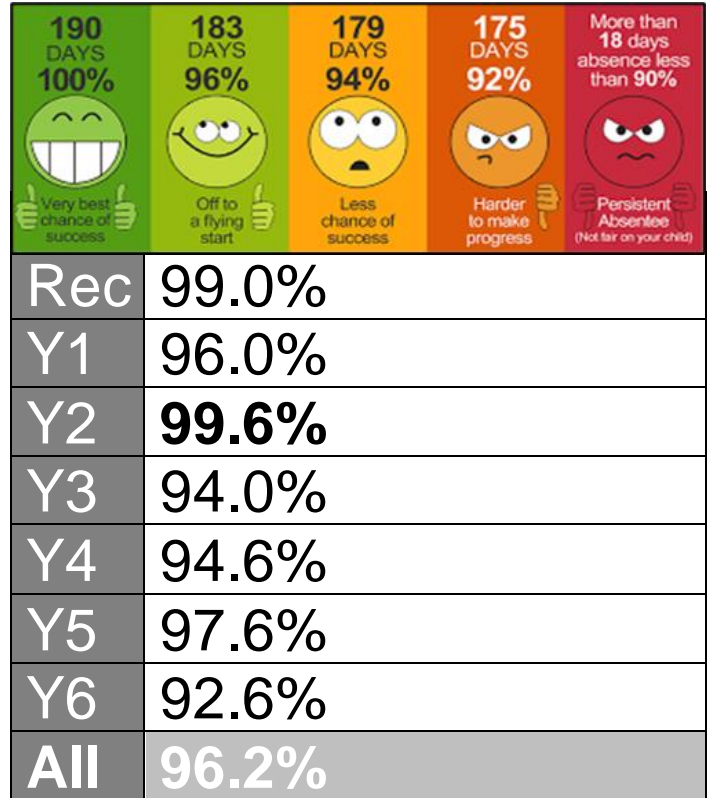 190
DAYS
100%
Very best
chance of
success
183
DAYS
96%
Off to
a flying
start
179
DAYS
94%
Less
chance of
success
175
DAYS
92%
Harder
to make
progress
More than
18 days
absence less
than 90%
Persistent
Absentee
(Not fair on your child)
Rec 99.0%
Y1 96.0%
Y2 99.6%
Y3 94.0%
Y4 94.6%
Y5 97.6%
Y6 92.6%
All 96.2%